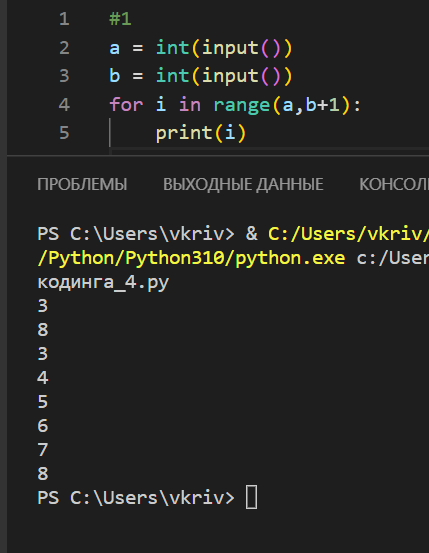 1 #1
2 a = int(input())
3 b = int(input())
4 for i in range(a,b+1):
5     print(i)
ПРОБЛЕМЫ ВЫХОДНЫЕ ДАННЫЕ КОНСОЛ
PS C:\Users\vkriv> & C:/Users/vkriv/
/Python/Python310/python.exe c:/User
кодинга_4.py
3
8
3
4
5
6
7
8
PS C:\Users\vkriv>